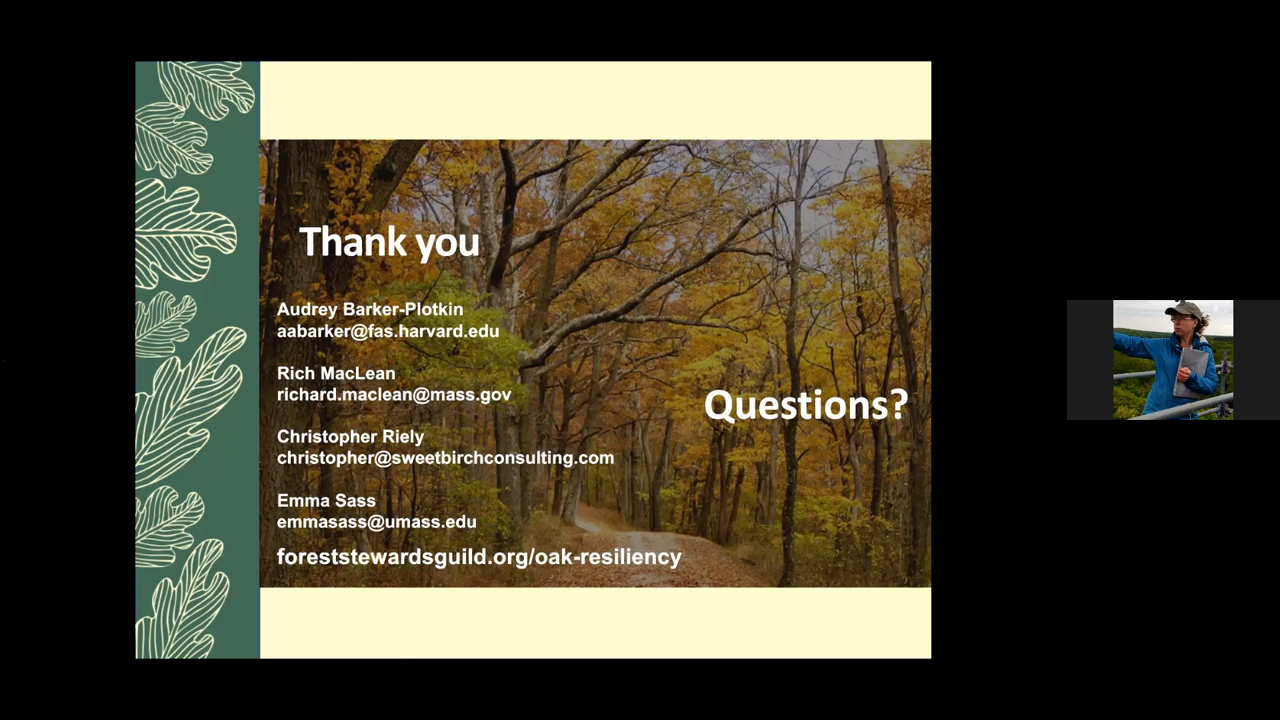 Thank you
Audrey Barker-Plotkin
aabarker@fas.harvard.edu
Rich MacLean
richard.maclean@mass.gov
Christopher Riely
christopher@sweetbirchconsulting.com
Emma Sass
emmasass@umass.edu
foreststewardsguild.org/oak-resiliency
Questions?